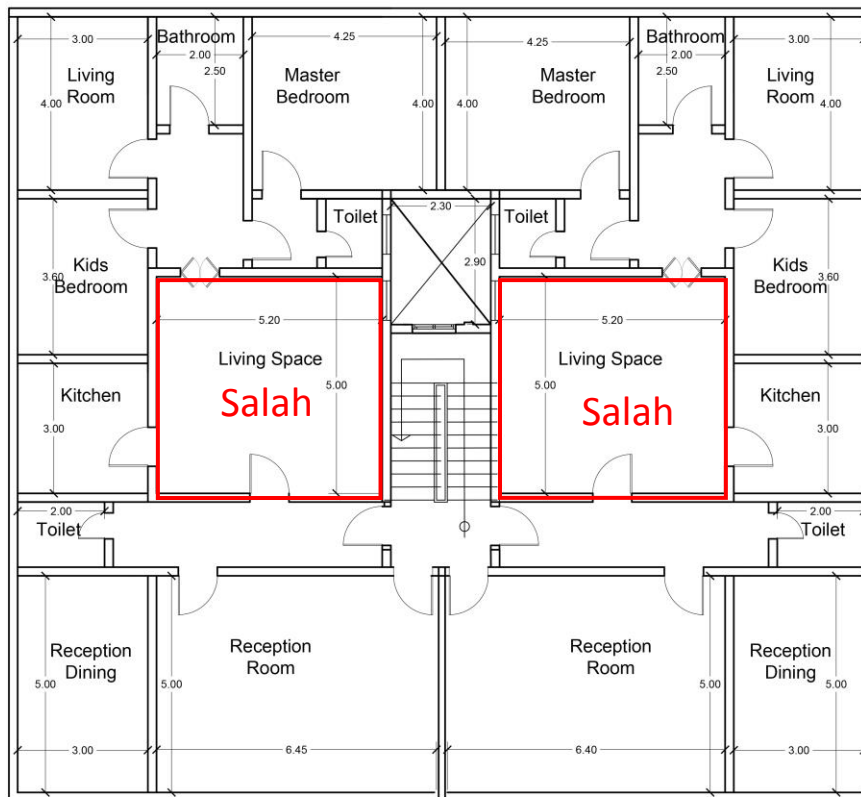 3.00
Bathroom
2.00
2.50
4.25
4.25
Bathroom
2.00
2.50
3.00
Living
Room
4.00
Master
Bedroom
4.00
4.00
Master
Bedroom
Living
Room
4.00
Toilet
2.30
Toilet
2.90
3.60
Kids
Bedroom
Kids
Bedroom
3.60
5.20
5.20
Living Space
5.00
Salah
Living Space
5.00
Salah
Kitchen
3.00
Kitchen
3.00
2.00
Toilet
2.00
Toilet
Reception
Dining
5.00
Reception
Room
5.00
Reception
Room
5.00
Reception
Dining
5.00
3.00
6.45
6.40
3.00